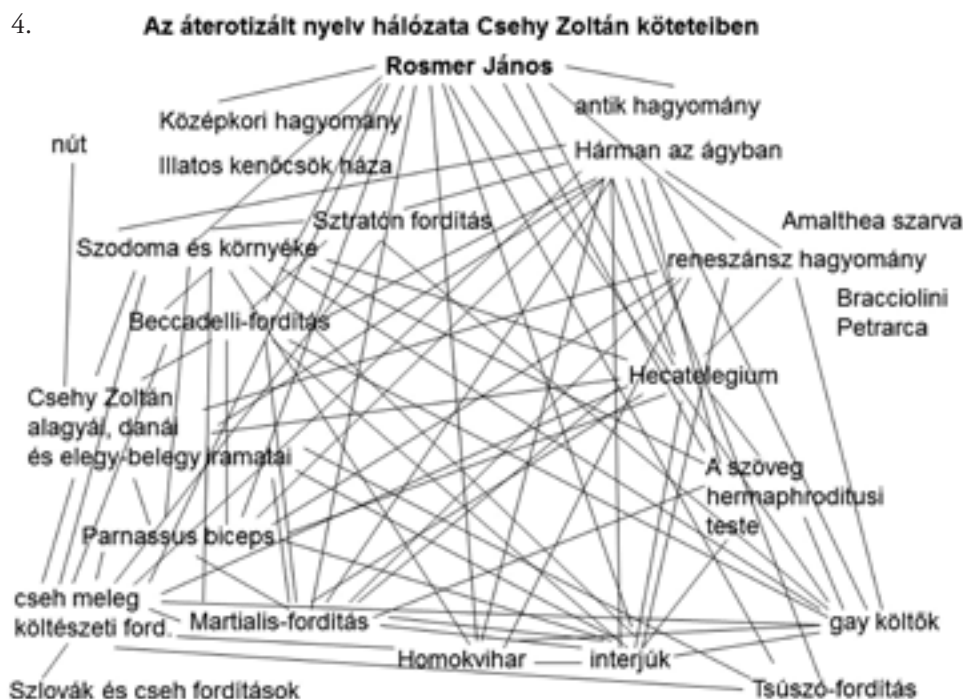 4.
Az áterotizált nyelv hálózata Csehy Zoltán köteteiben
Rosmer János
Középkori hagyomány
antik hagyomány
nút
Illatos kenőcsök háza
Hárman az ágyban
Sztratón fordítás
Amalthea szarva
Szodoma és környéke
reneszánsz hagyomány
Bracciolini
Petrarca
Beccadelli-fordítás
Hecatelegium
Csehy Zoltán
alagyái, danái
és elegy-belegy iramatai
A szöveg
hermaphroditusi
teste
Parnassus biceps
cseh meleg
költészeti ford.
Martialis-fordítás
gay költők
Homokvihar
interjúk
Szlovák és cseh fordítások
Tsúszó-fordítás